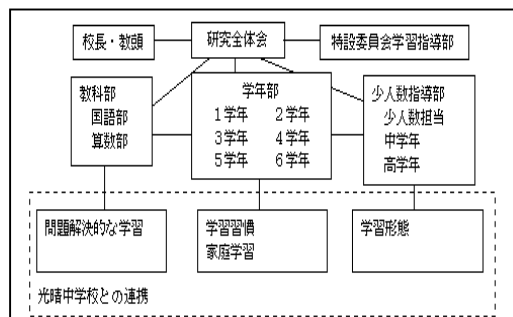 校長・教頭
研究全体会
特設委員会学習指導部
教科部
国語部
算数部
学年部
1学年 2学年
3学年 4学年
5学年 6学年
少人数指導部
少人数担当
中学年
高学年
問題解決的な学習
学習習慣
家庭学習
学習形態
光晴中学校との連携